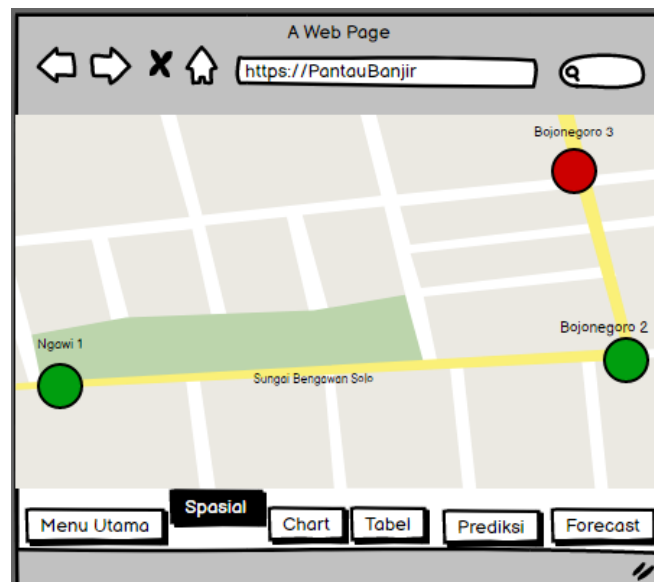 A Web Page
https://PantauBanjir
Bojonegoro 3
Bojonegoro 2
Ngawi 1
Sungai Bengawan Solo
Menu Utama
Spasial
Chart
Tabel
Prediksi
Forecast